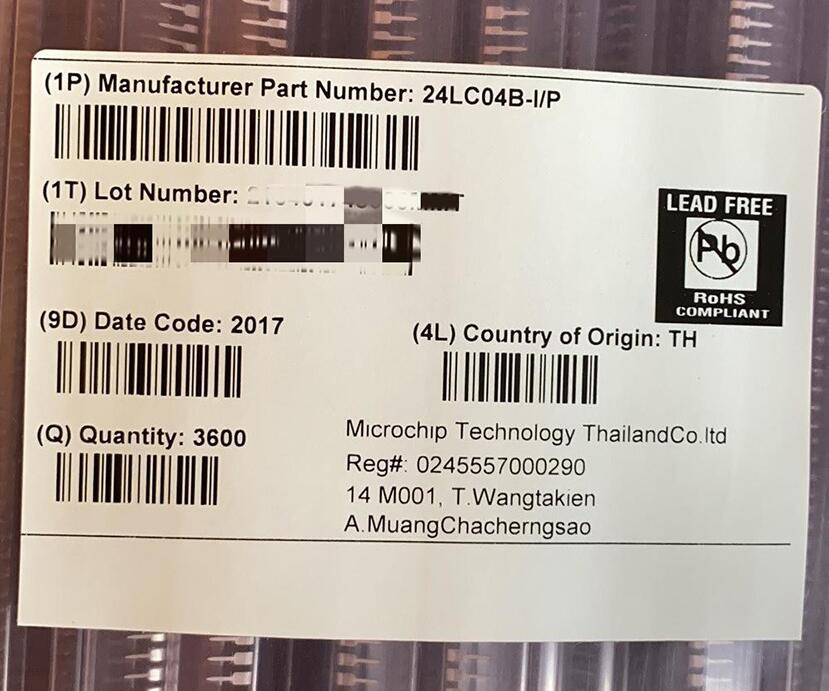 (1P) Manufacturer Part Number: 24LC04B-I/P
(1T) Lot Number:
LEAD FREE
Pb
RoHS
COMPLIANT
(9D) Date Code: 2017
(4L) Country of Origin: TH
(Q) Quantity: 3600
Microchip Technology ThailandCo.ltd
Reg#: 0245557000290
14 M001, T.Wangtakien
A.MuangChacherngsao